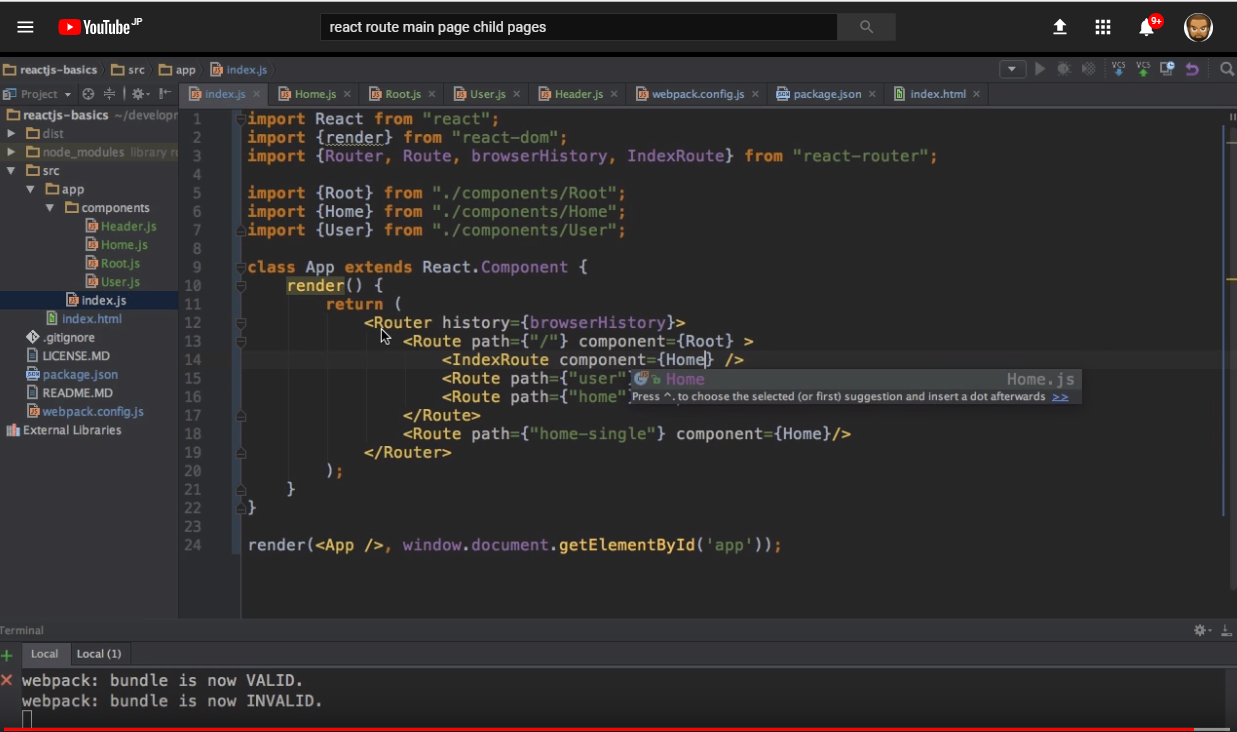 YouTube JP
react route main page child pages
9+
reactjs-basics src app index.js
VCS VCS
Project
index.js Home.js Root.js User.js Header.js webpack.config.js package.json index.html
reactjs-basics ~/develop
dist
node_modules library r
src
app
components
Header.js
Home.js
Root.js
User.js
index.js
index.html
.gitignore
LICENSE.MD
package.json
README.MD
webpack.config.js
External Libraries
1 import React from "react";
2 import {render} from "react-dom";
3 import {Router, Route, browserHistory, IndexRoute} from "react-router";
4
5 import {Root} from "./components/Root";
6 import {Home} from "./components/Home";
7 import {User} from "./components/User";
8
9 class App extends React.Component {
10 render() {
11 return (
12 <Router history={browserHistory}>
13 <Route path={"/"} component={Root} >
14 <IndexRoute component={Home} />
15 <Route path={"user"
16 <Route path={"home"
Home Home.js
Press ^. to choose the selected (or first) suggestion and insert a dot afterwards >>
17 </Route>
18 <Route path={"home-single"} component={Home}/>
19 </Router>
20 );
21 }
22 }
23
24 render(<App />, window.document.getElementById('app'));
Terminal
Local Local (1)
webpack: bundle is now VALID.
webpack: bundle is now INVALID.